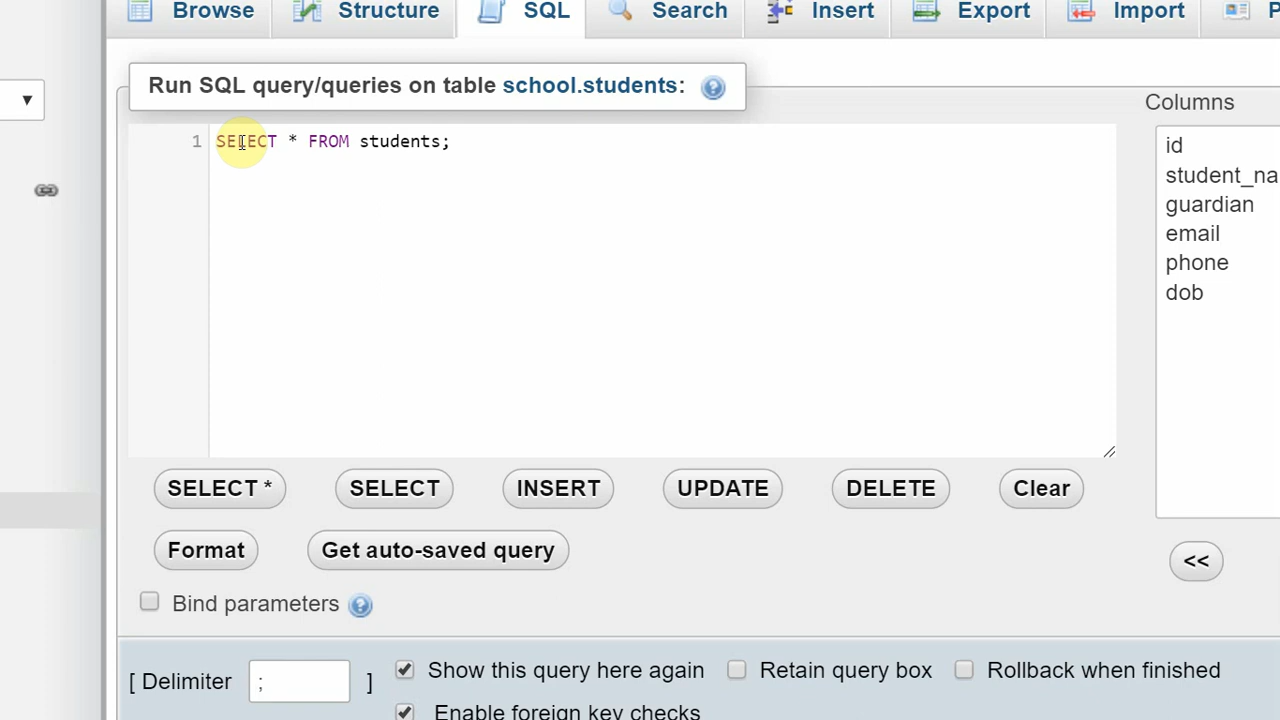 Browse Structure SQL Search Insert Export Import
Run SQL query/queries on table school.students:
Columns
1 SELECT * FROM students;
id
student_na
guardian
email
phone
dob
SELECT * SELECT INSERT UPDATE DELETE Clear
Format Get auto-saved query
<<
Bind parameters
[ Delimiter ; ] Show this query here again Retain query box Rollback when finished
Enable foreign key checks